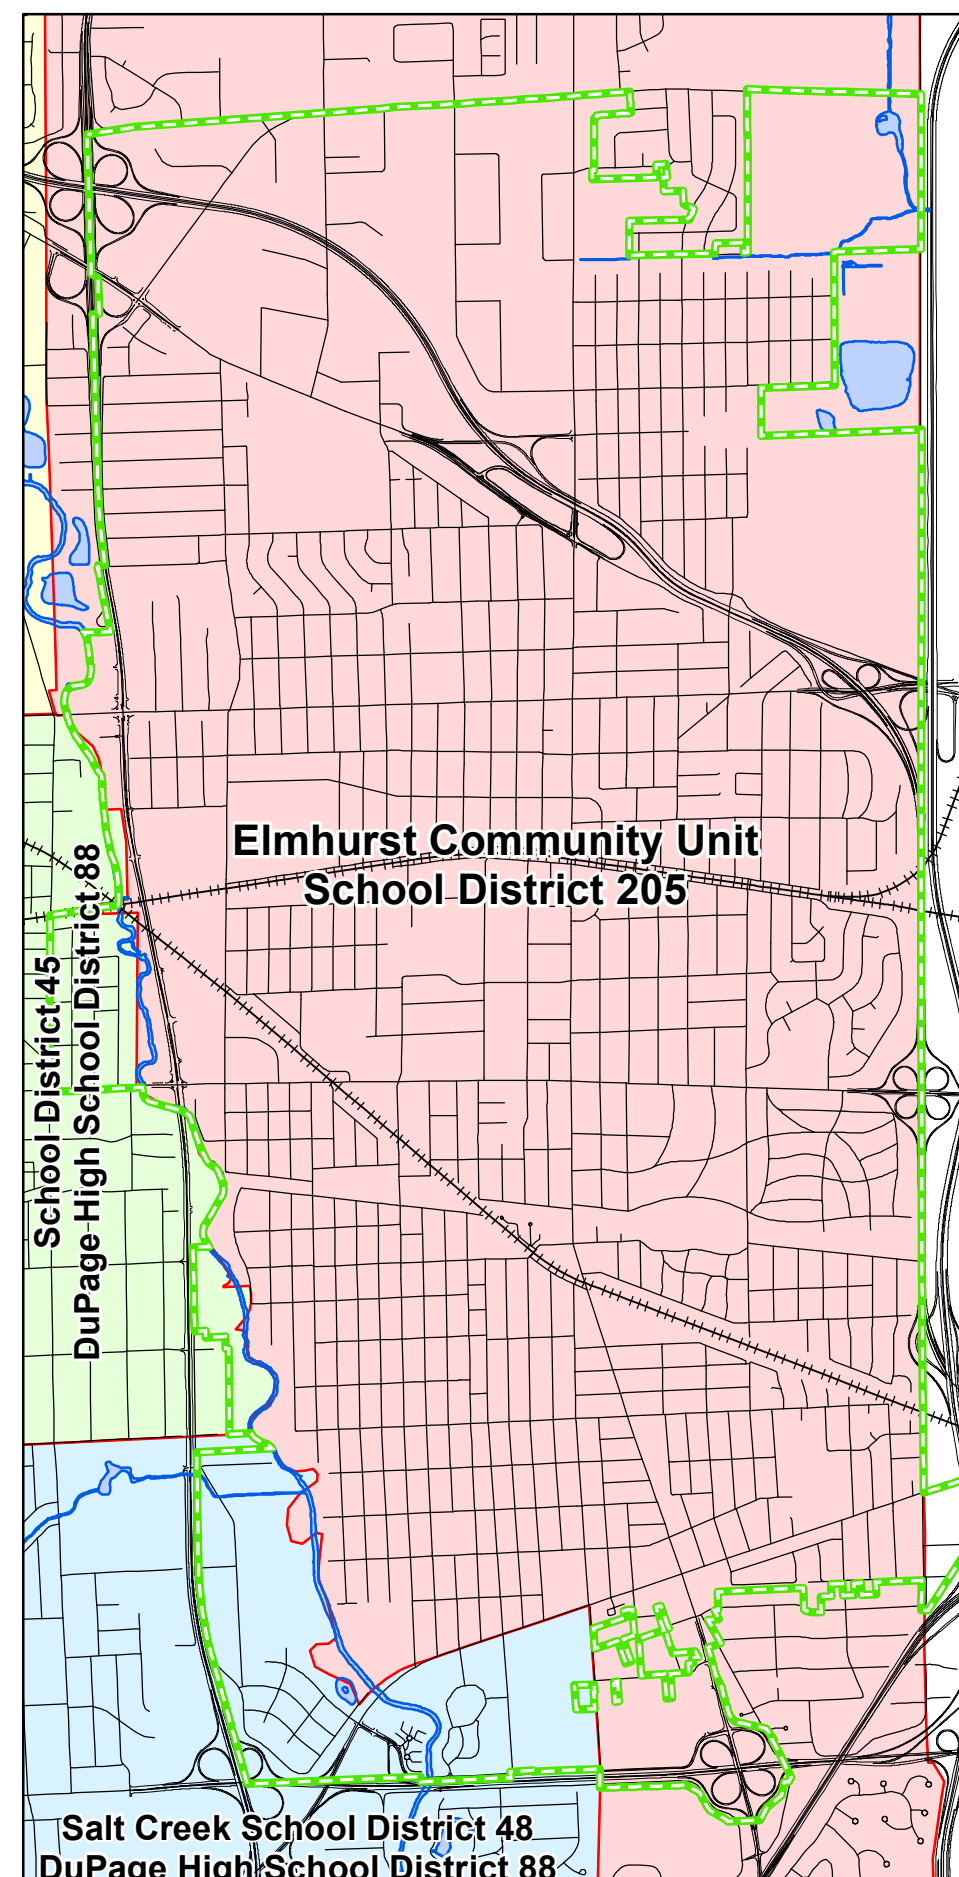 Elmhurst Community Unit
School District 205
School District 45
DuPage High School District 88
Salt Creek School District 48
DuPage High School District 88